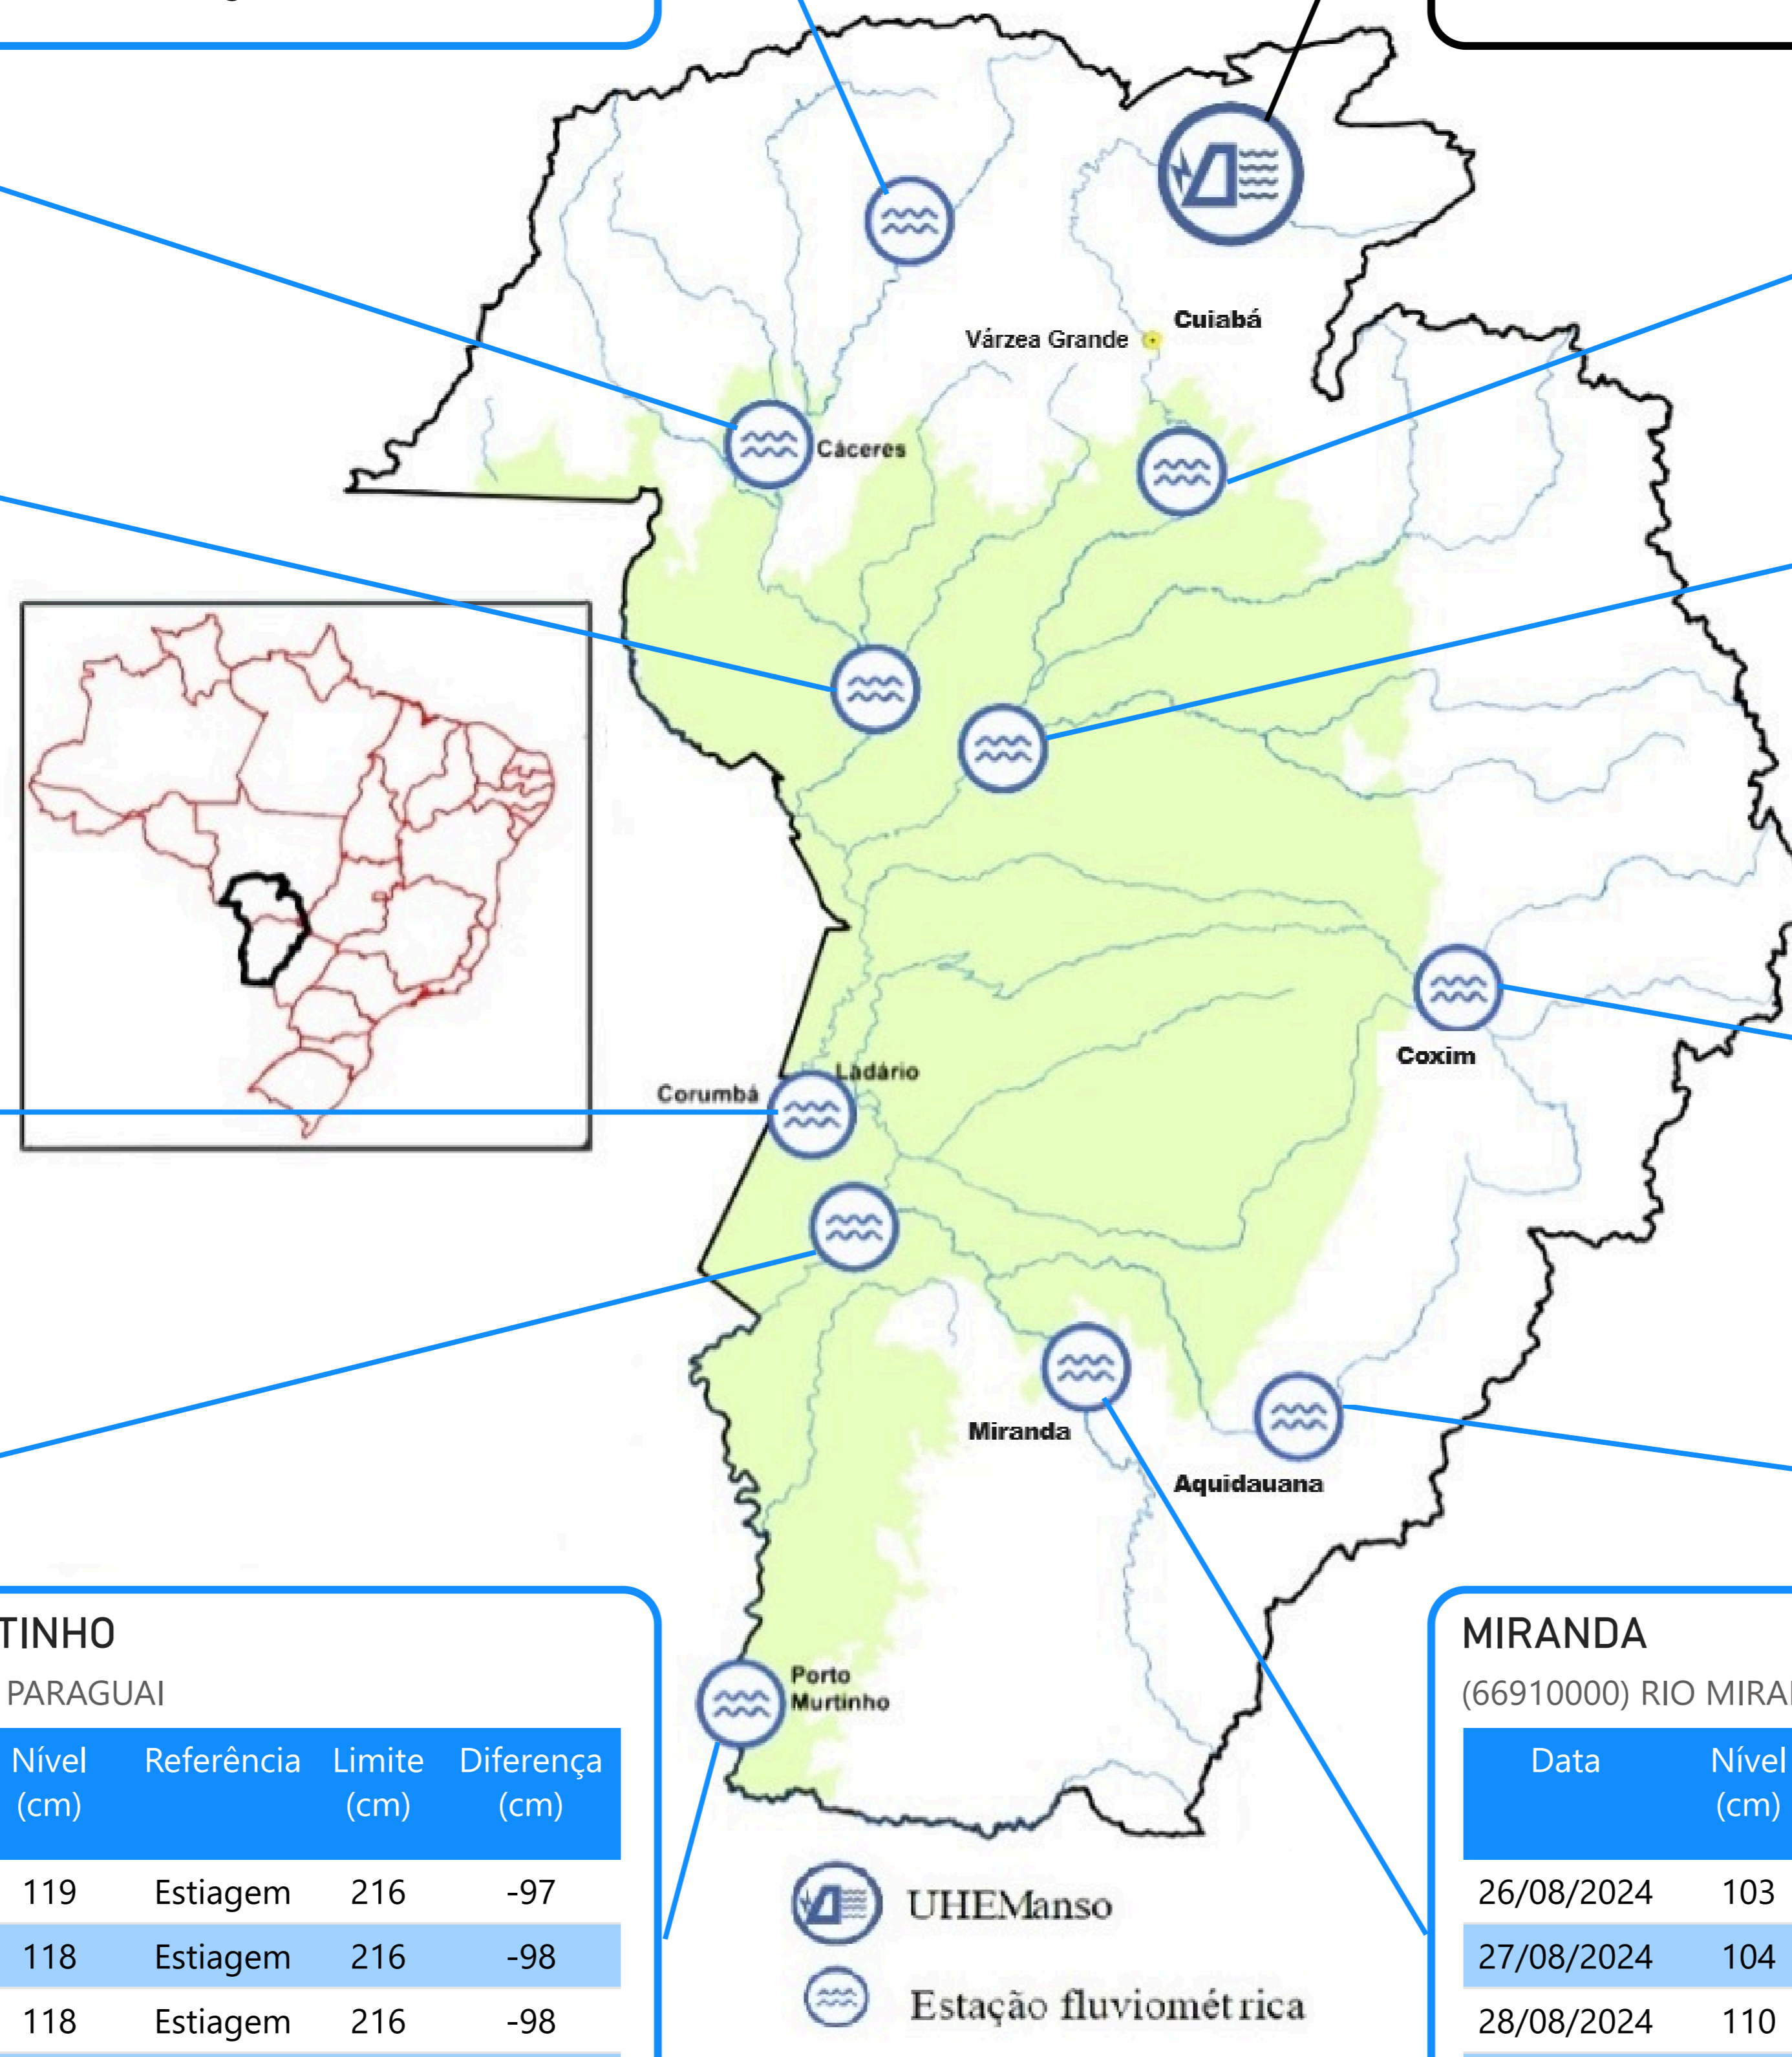 Cuiabá
Várzea Grande
Cáceres
Coxim
Ladário
Corumbá
Miranda
Aquidauana
Porto
Murtinho
UHEManso
Estação fluviométrica
TINHO
PARAGUAI
Nível (cm) Referência Limite (cm) Diferença (cm)
119 Estiagem 216 -97
118 Estiagem 216 -98
118 Estiagem 216 -98
MIRANDA
(66910000) RIO MIRA
Data Nível (cm)
26/08/2024 103
27/08/2024 104
28/08/2024 110